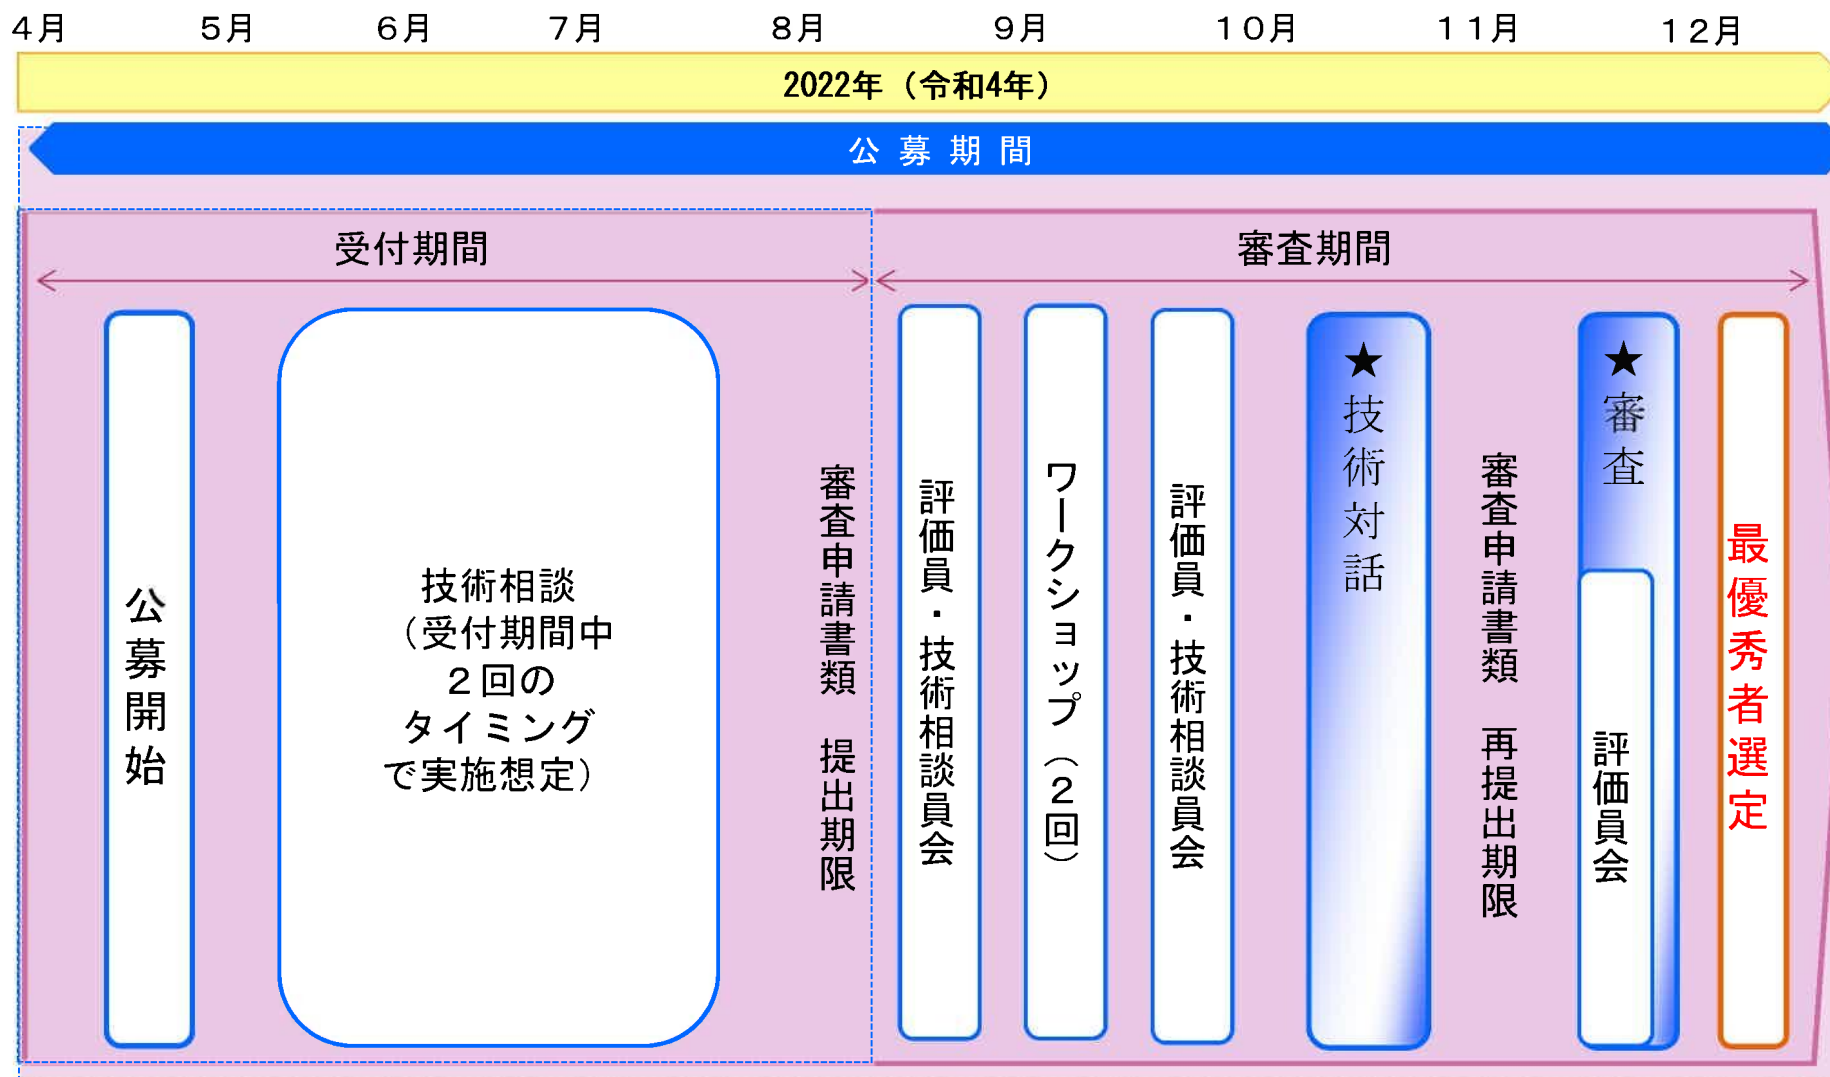 ４月 ５月 ６月 ７月 ８月 ９月 １０月 １１月 １２月
2022年（令和4年）
公募期間
受付期間
審査期間
公募開始
技術相談
（受付期間中
２回の
タイミング
で実施想定）
審査申請書類　提出期限
評価員・技術相談員会
ワークショップ（２回）
評価員・技術相談員会
★技術対話
審査申請書類　再提出期限
★審査
評価員会
最優秀者選定